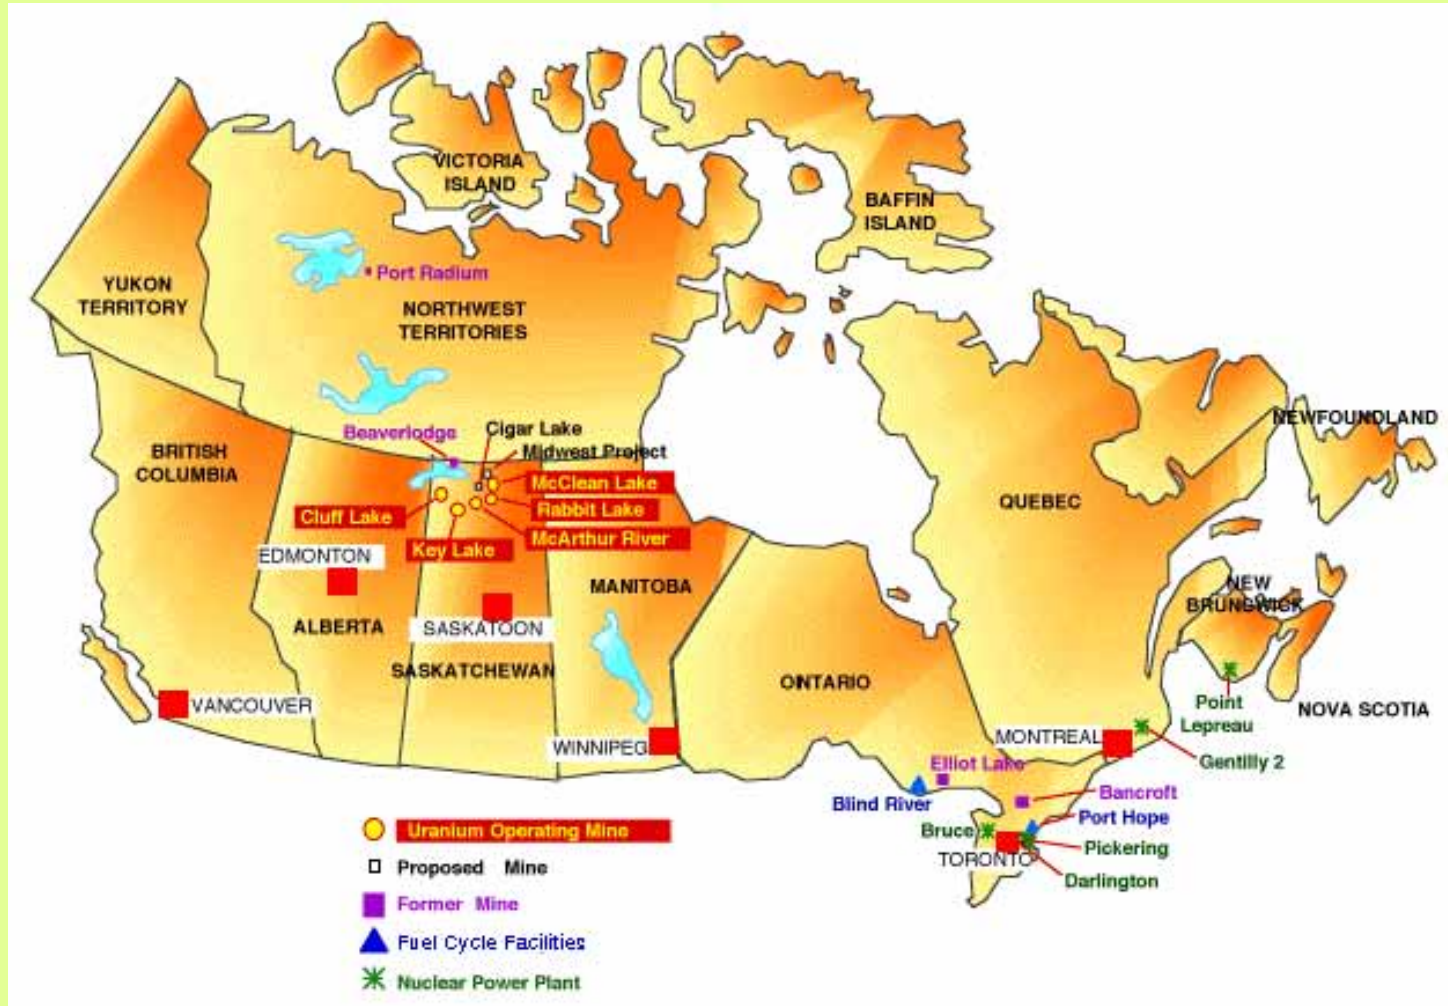 VICTORIA
ISLAND
BAFFIN
ISLAND
Port Radium
YUKON
TERRITORY
NORTHWEST
TERRITORIES
NEWFOUNDLAND
Beaverlodge
Cigar Lake
Midwest Project
BRITISH
COLUMBIA
McClean Lake
QUEBEC
Rabbit Lake
Cluff Lake
McArthur River
Key Lake
EDMONTON
MANITOBA
NEW
BRUNSWICK
ALBERTA
SASKATOON
SASKATCHEWAN
ONTARIO
VANCOUVER
Point
Lepreau
NOVA SCOTIA
WINNIPEG
MONTREAL
Gentilly 2
Elliot Lake
Bancroft
Blind River
Port Hope
Bruce
Pickering
TORONTO
Darlington
Uranium Operating Mine
Proposed Mine
Former Mine
Fuel Cycle Facilities
Nuclear Power Plant